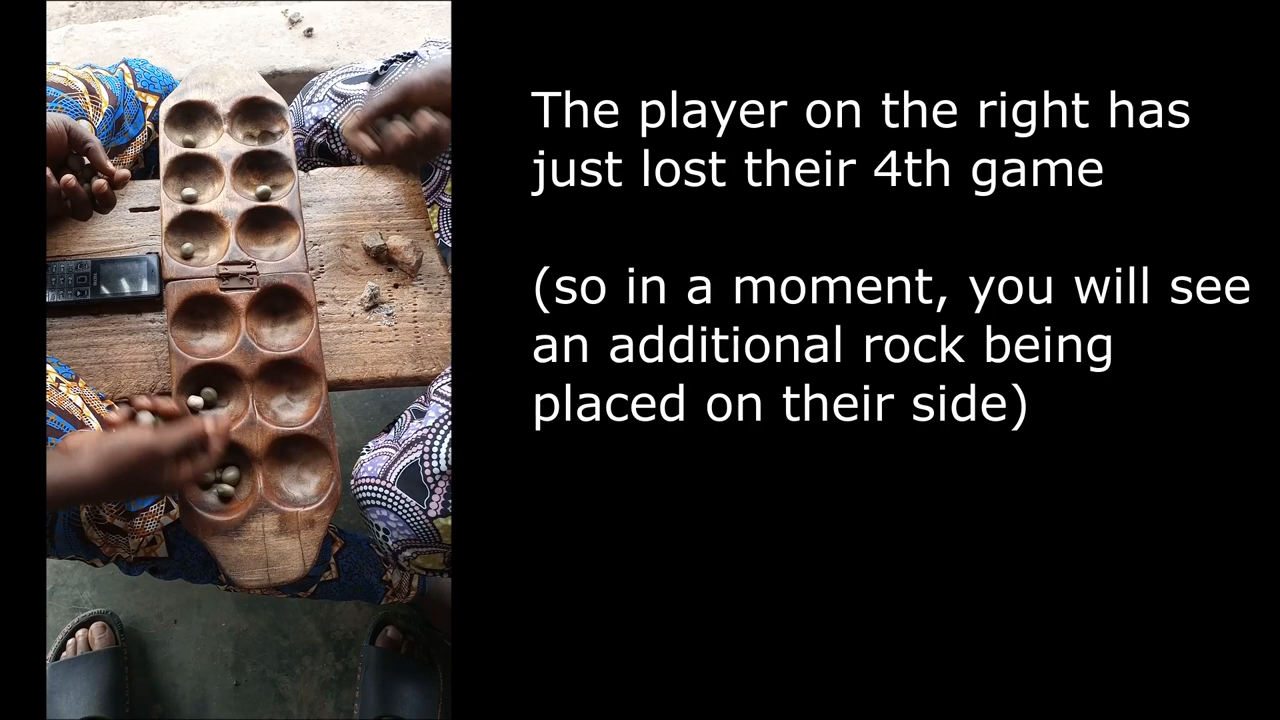 The player on the right has
just lost their 4th game
(so in a moment, you will see
an additional rock being
placed on their side)